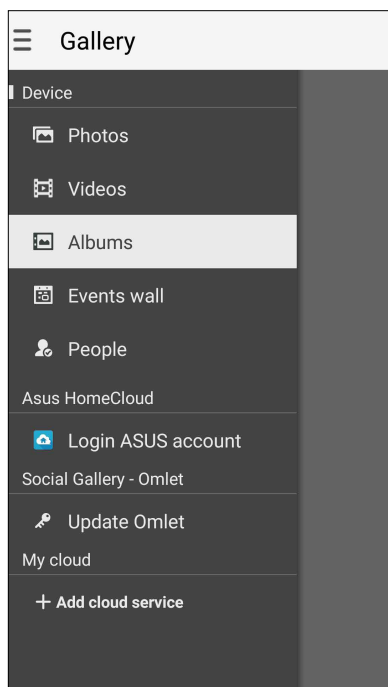 Gallery
Device
Photos
Videos
Albums
Events wall
People
Asus HomeCloud
Login ASUS account
Social Gallery - Omlet
Update Omlet
My cloud
+ Add cloud service